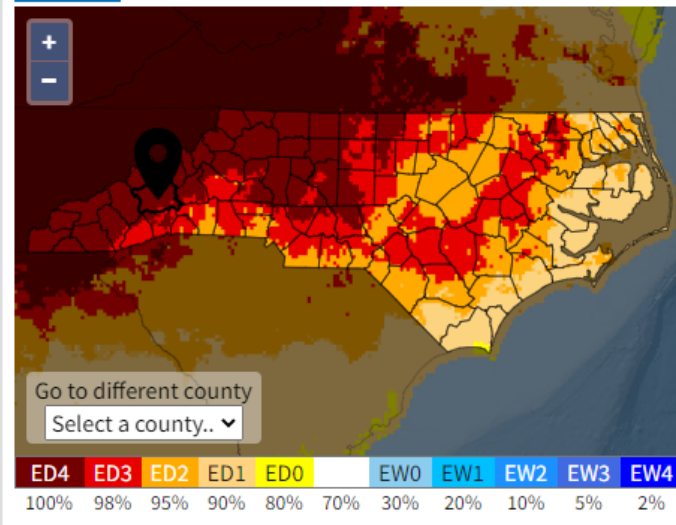 +
−
Go to different county
Select a county..
ED4 ED3 ED2 ED1 ED0 EW0 EW1 EW2 EW3 EW4
100% 98% 95% 90% 80% 70% 30% 20% 10% 5% 2%